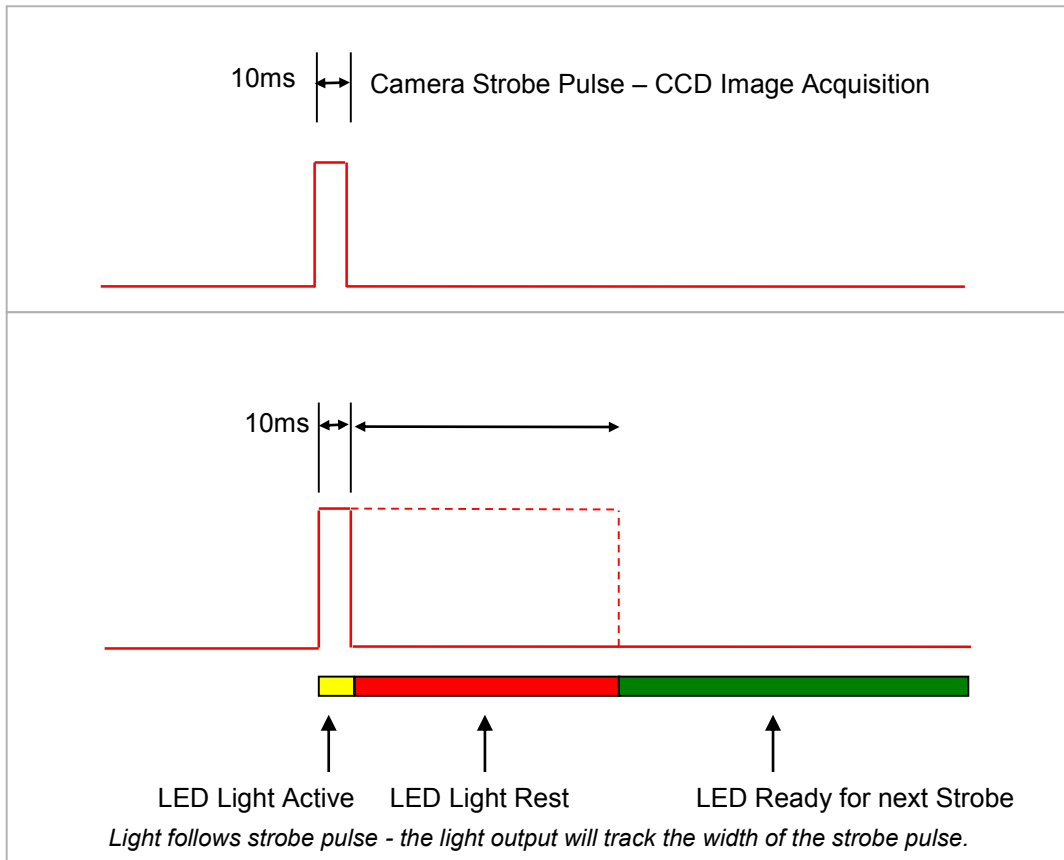 10ms
Camera Strobe Pulse – CCD Image Acquisition
10ms
LED Light Active
LED Light Rest
LED Ready for next Strobe
Light follows strobe pulse - the light output will track the width of the strobe pulse.